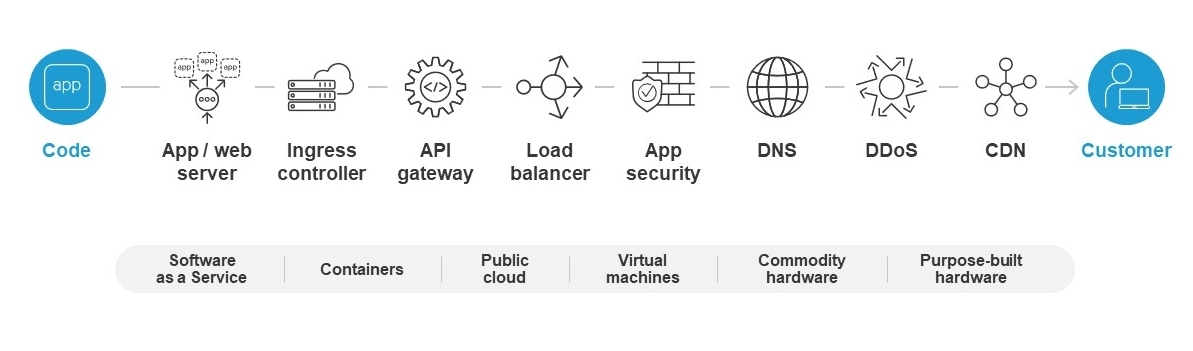 app
app
app
app
</>
Code
App / web
server
Ingress
controller
API
gateway
Load
balancer
App
security
DNS
DDoS
CDN
Customer
Software
as a Service
Containers
Public
cloud
Virtual
machines
Commodity
hardware
Purpose-built
hardware